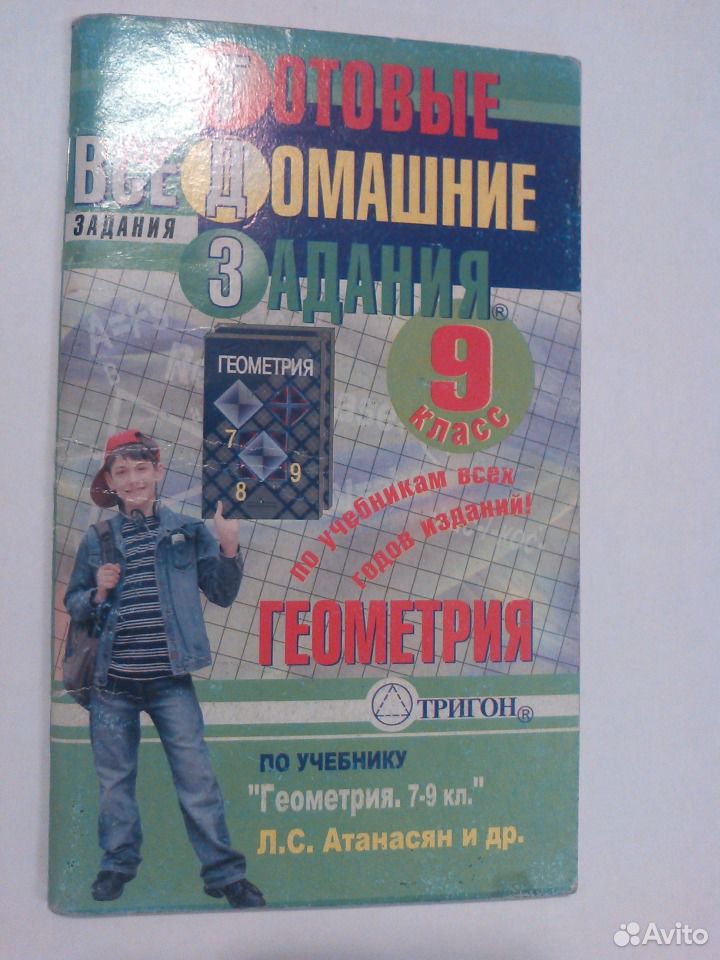 ГОТОВЫЕ
ВСЕ ДОМАШНИЕ
ЗАДАНИЯ
ЗАДАНИЯ®
ГЕОМЕТРИЯ
7
8
9
9
класс
по учебникам всех
годов изданий!
ГЕОМЕТРИЯ
ТРИГОН®
ПО УЧЕБНИКУ
"Геометрия. 7-9 кл."
Л.С. Атанасян и др.
Avito